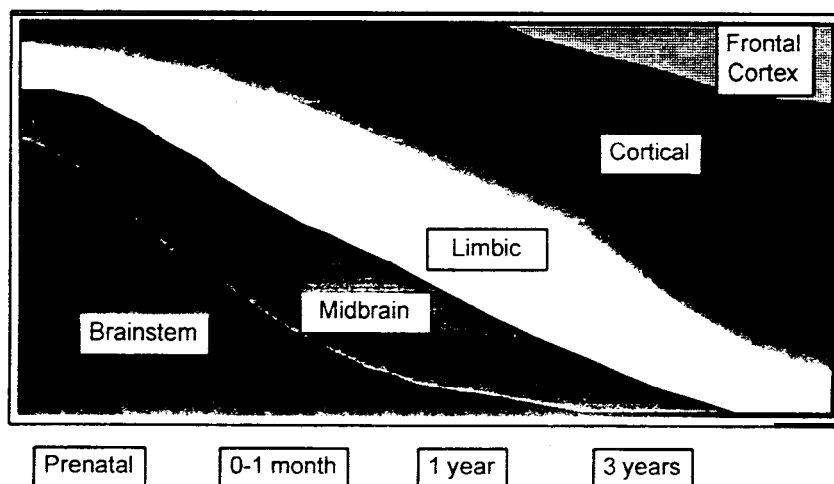 Frontal
Cortex
Cortical
Limbic
Midbrain
Brainstem
Prenatal
0-1 month
1 year
3 years